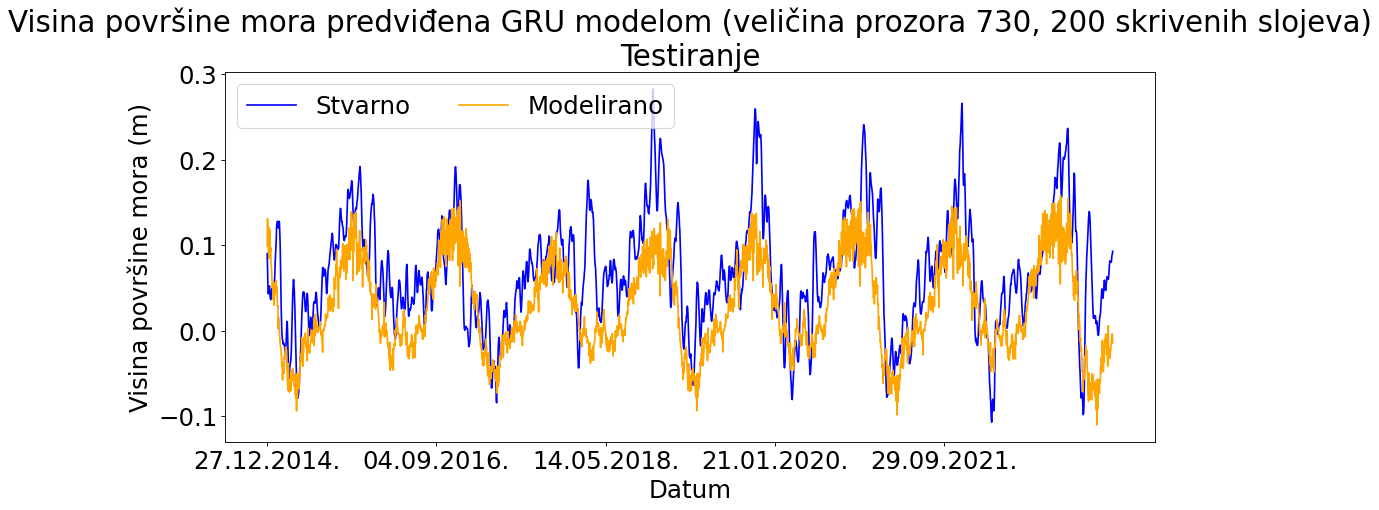 Visina površine mora predviđena GRU modelom (veličina prozora 730, 200 skrivenih slojeva)
Testiranje
Stvarno Modelirano
Visina površine mora (m)
0.3
0.2
0.1
0.0
−0.1
27.12.2014. 04.09.2016. 14.05.2018. 21.01.2020. 29.09.2021.
Datum